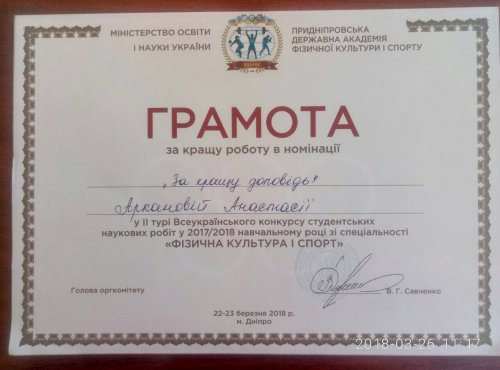 МІНІСТЕРСТВО ОСВІТИ
І НАУКИ УКРАЇНИ
ПРИДНІПРОВСЬКА
ДЕРЖАВНА АКАДЕМІЯ
ФІЗИЧНОЇ КУЛЬТУРИ І СПОРТУ
ГРАМОТА
за кращу роботу в номінації
„За кращу доповідь"
Аркановій Анастасії
у ІІ турі Всеукраїнського конкурсу студентських
наукових робіт у 2017/2018 навчальному році зі спеціальності
«ФІЗИЧНА КУЛЬТУРА І СПОРТ»
Голова оргкомітету
В. Г. Савченко
22-23 березня 2018 р.
м. Дніпро
2018-03-26 11:17